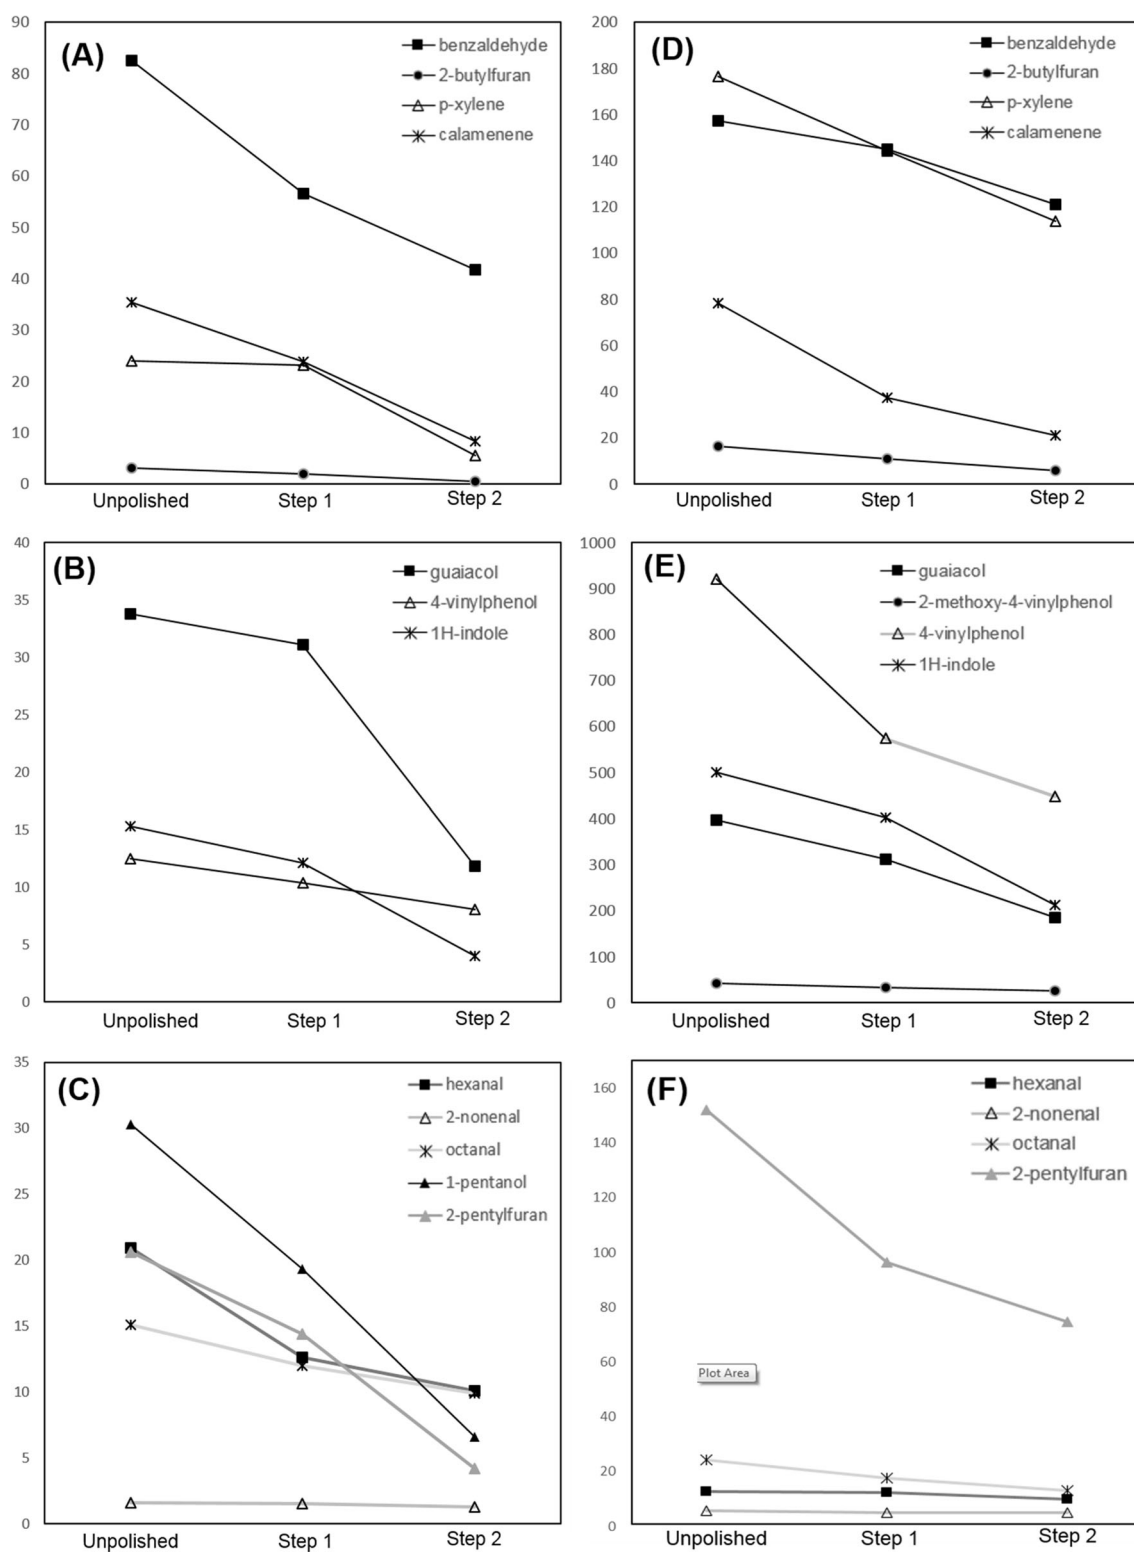 (A)
benzaldehyde
2-butylfuran
p-xylene
calamenene
90
80
70
60
50
40
30
20
10
0
Unpolished Step 1 Step 2
(D)
benzaldehyde
2-butylfuran
p-xylene
calamenene
200
180
160
140
120
100
80
60
40
20
0
Unpolished Step 1 Step 2
(B)
guaiacol
4-vinylphenol
1H-indole
40
35
30
25
20
15
10
5
0
Unpolished Step 1 Step 2
(E)
guaiacol
2-methoxy-4-vinylphenol
4-vinylphenol
1H-indole
1000
900
800
700
600
500
400
300
200
100
0
Unpolished Step 1 Step 2
(C)
hexanal
2-nonenal
octanal
1-pentanol
2-pentylfuran
35
30
25
20
15
10
5
0
Unpolished Step 1 Step 2
(F)
hexanal
2-nonenal
octanal
2-pentylfuran
160
140
120
100
80
60
40
20
0
Plot Area
Unpolished Step 1 Step 2